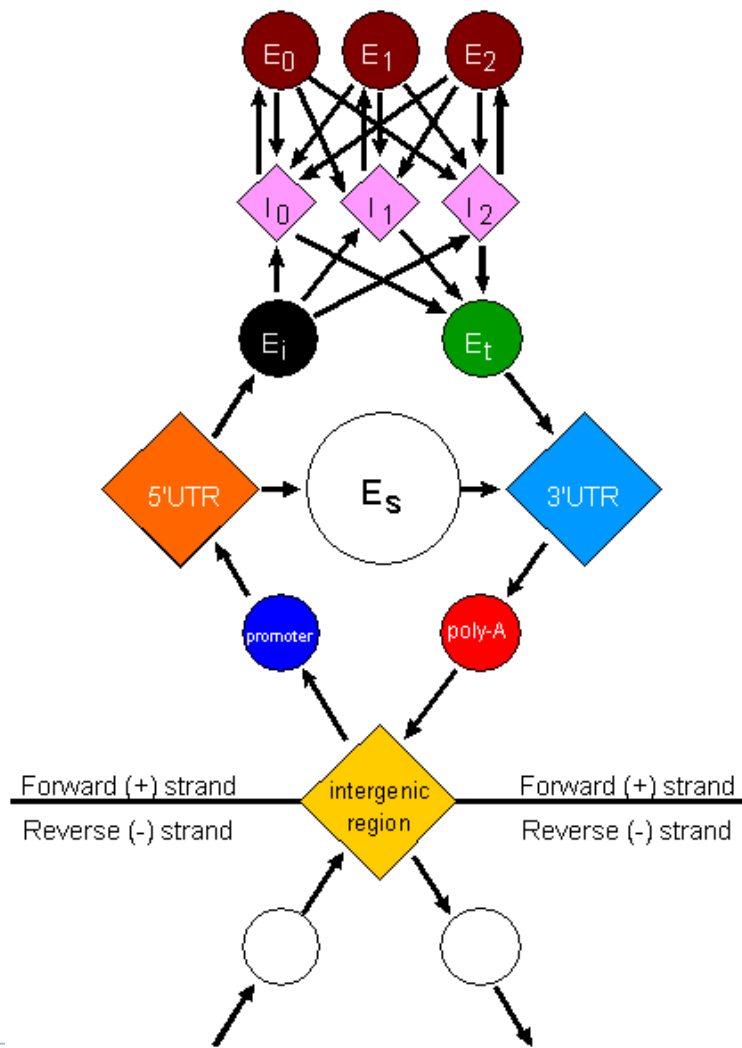 E0 E1 E2
I0 I1 I2
Ei Et
5'UTR Es 3'UTR
promoter poly-A
intergenic
region
Forward (+) strand Forward (+) strand
Reverse (-) strand Reverse (-) strand